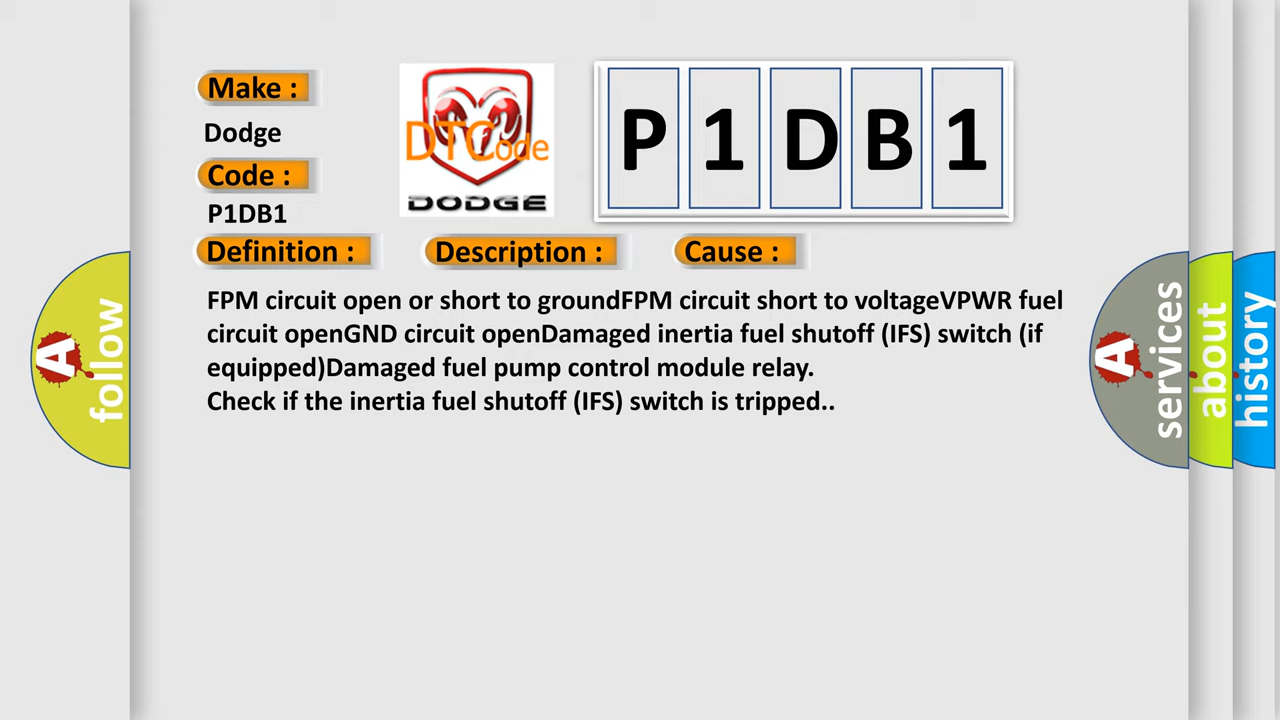 Make :
Dodge
Code :
P1DB1
DTCode
DODGE
P 1 D B 1
Definition :
Description :
Cause :
FPM circuit open or short to groundFPM circuit short to voltageVPWR fuel
circuit openGND circuit openDamaged inertia fuel shutoff (IFS) switch (if
equippedDamaged fuel pump control module relay.
Check if the inertia fuel shutoff (IFS) switch is tripped..
A
follow
A
services
about
history